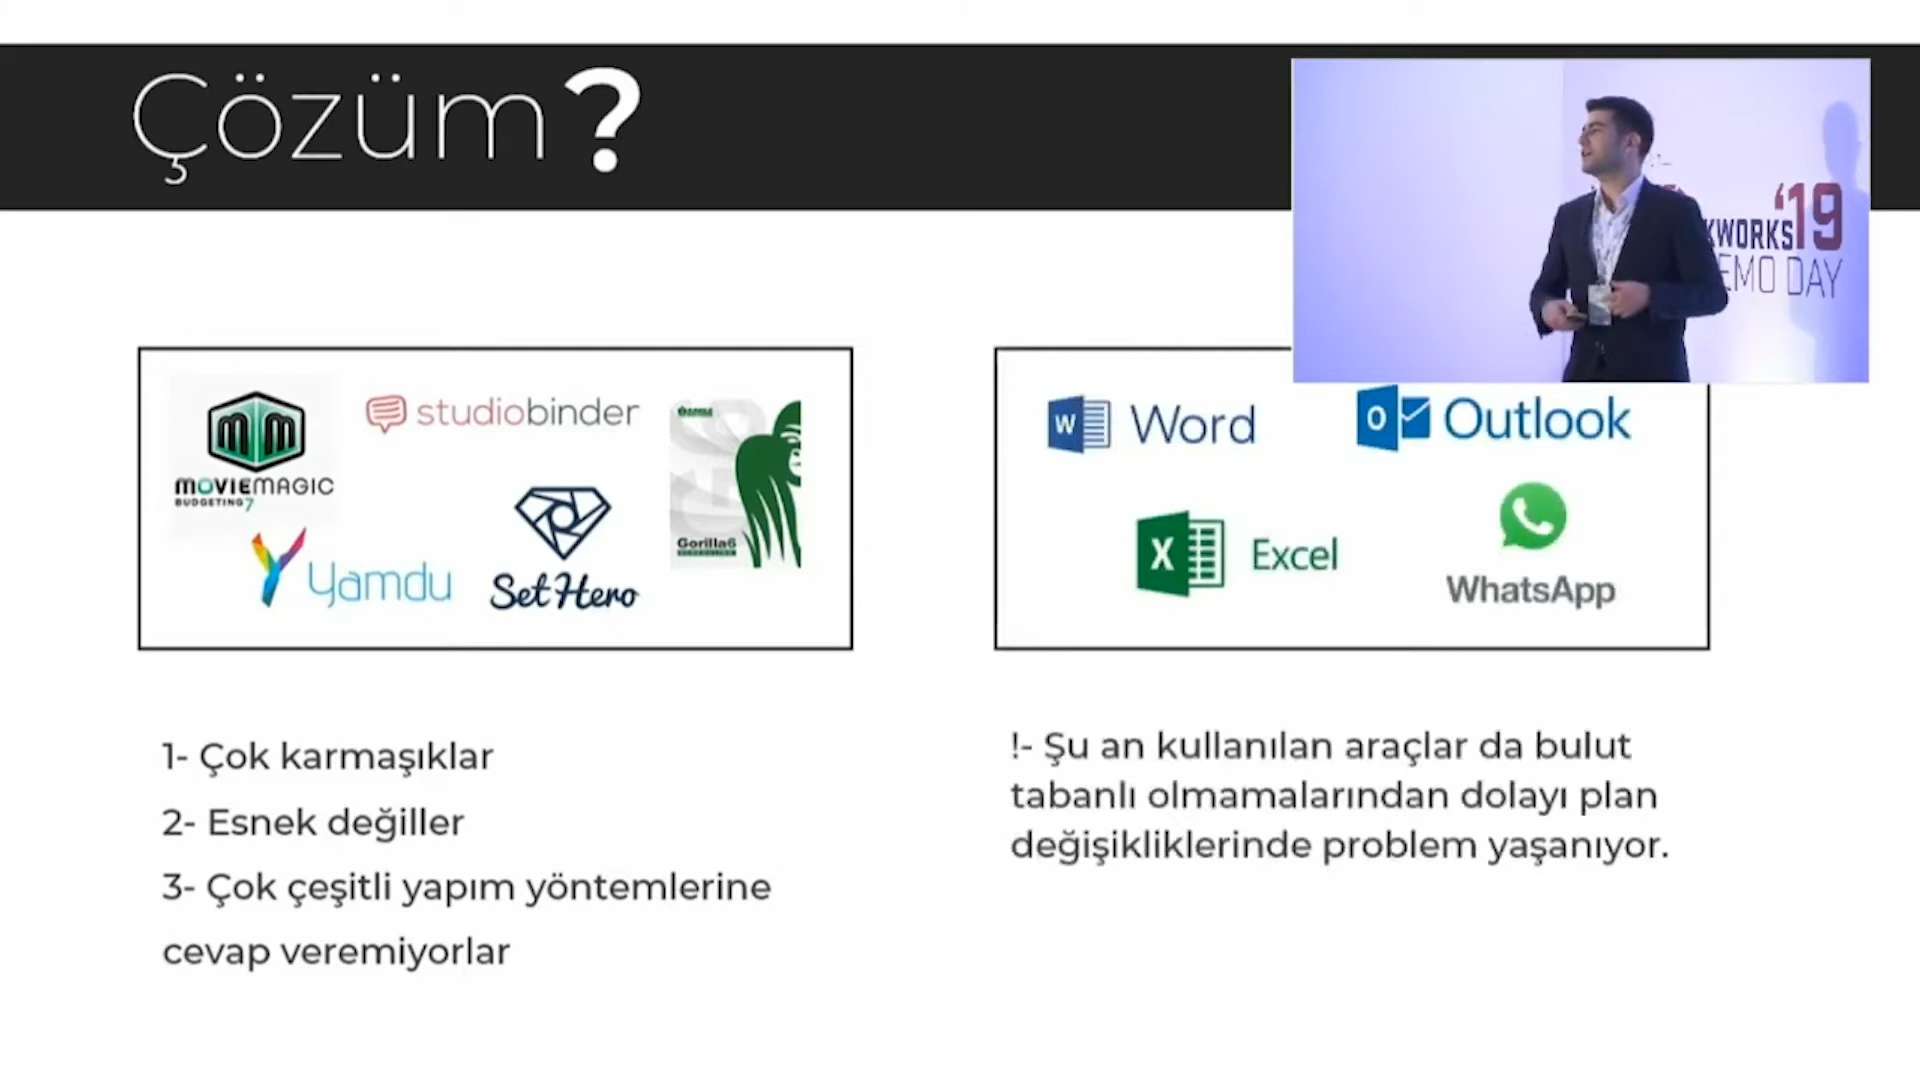 Çözüm?
KWORKS'19
EMO DAY
MOVIEMAGIC
BUDGETING 7
studiobinder
Yamdu
Set Hero
Gorilla6
Word
Outlook
Excel
WhatsApp
1- Çok karmaşıklar
2- Esnek değiller
3- Çok çeşitli yapım yöntemlerine
cevap veremiyorlar
!- Şu an kullanılan araçlar da bulut
tabanlı olmamalarından dolayı plan
değişikliklerinde problem yaşanıyor.